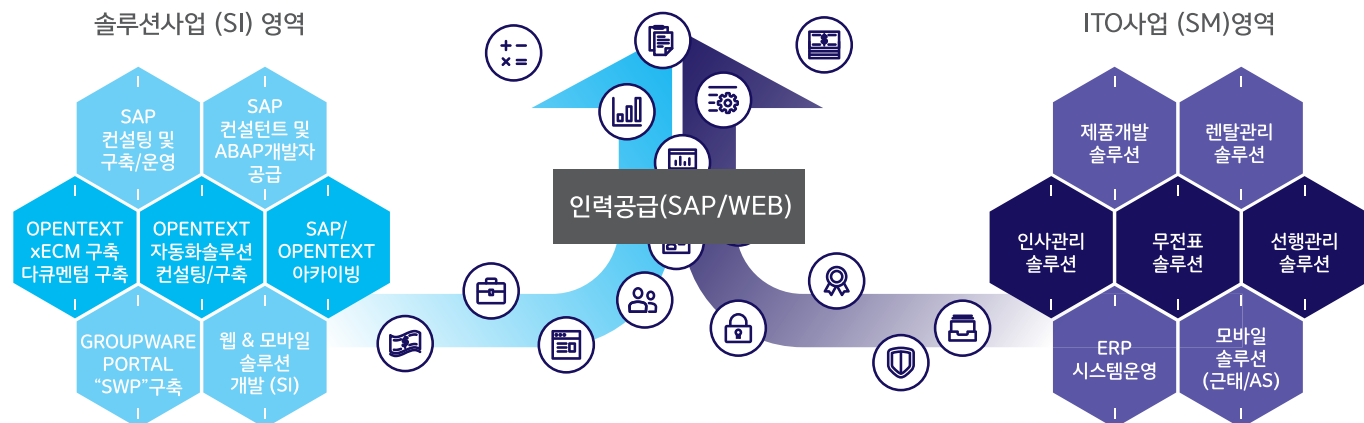 솔루션사업 (SI) 영역
SAP
컨설팅 및
구축/운영
SAP
컨설턴트 및
ABAP개발자
공급
OPENTEXT
xECM 구축
다큐멘텀 구축
OPENTEXT
자동화솔루션
컨설팅/구축
SAP/
OPENTEXT
아카이빙
GROUPWARE
PORTAL
“SWP”구축
웹 & 모바일
솔루션
개발 (SI)
인력공급(SAP/WEB)
ITO사업 (SM)영역
제품개발
솔루션
렌탈관리
솔루션
인사관리
솔루션
무전표
솔루션
선행관리
솔루션
ERP
시스템운영
모바일
솔루션
(근태/AS)